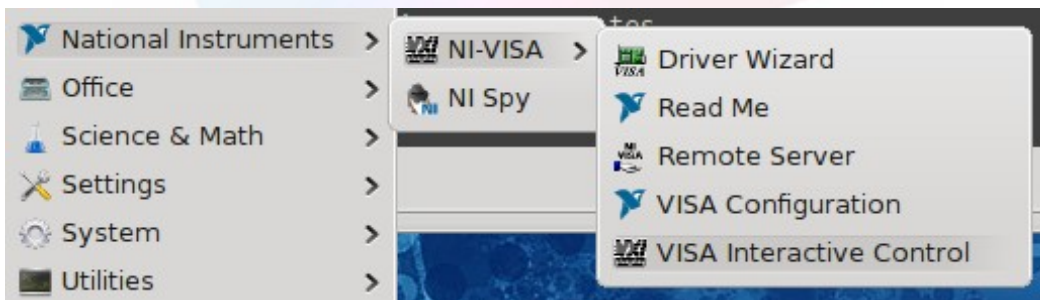 National Instruments
Office
Science & Math
Settings
System
Utilities
NI-VISA
NI Spy
Driver Wizard
Read Me
Remote Server
VISA Configuration
VISA Interactive Control